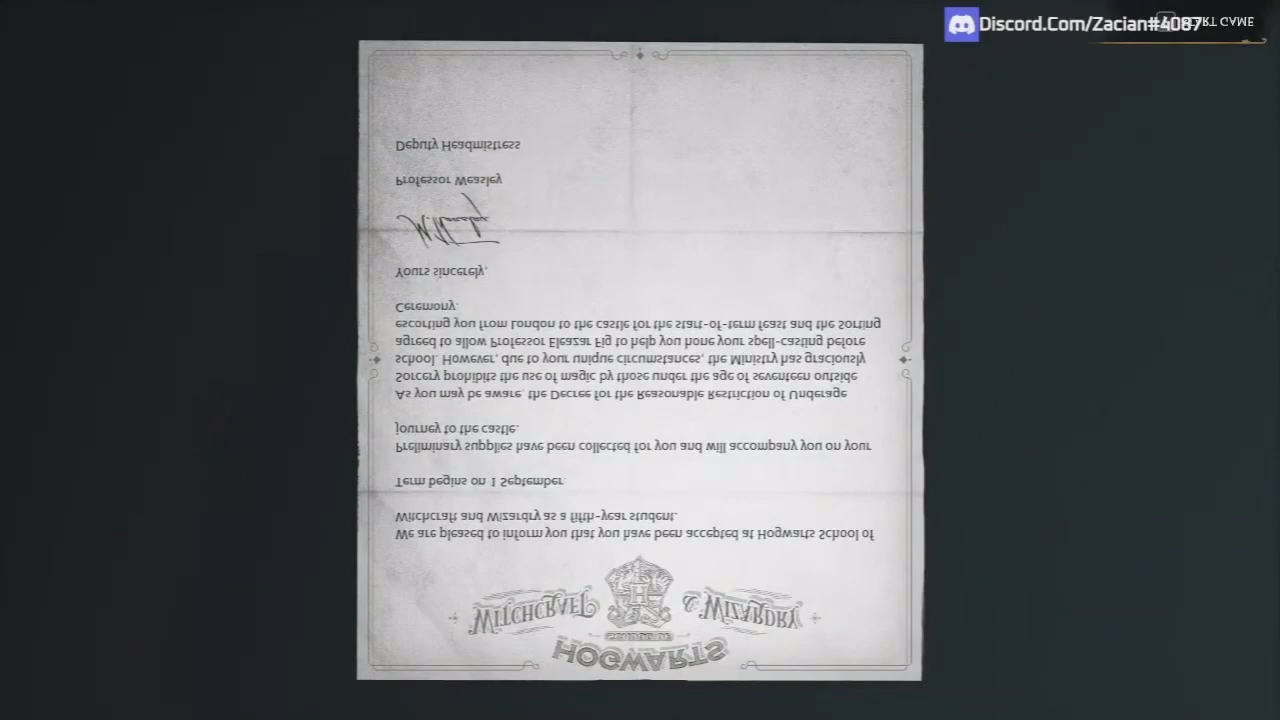 Discord.Com/Zacian#4087
START GAME
HOGWARTS
SCHOOL OF
WITCHCRAFT & WIZARDRY
We are pleased to inform you that you have been accepted at Hogwarts School of
Witchcraft and Wizardry as a fifth-year student.
Term begins on 1 September.
Preliminary supplies have been collected for you and will accompany you on your
journey to the castle.
As you may be aware, the Decree for the Reasonable Restriction of Underage
Sorcery prohibits the use of magic by those under the age of seventeen outside
school. However, due to your unique circumstances, the Ministry has graciously
agreed to allow Professor Eleazar Fig to help you hone your spell-casting before
escorting you from London to the castle for the start-of-term feast and the Sorting
Ceremony.
Yours sincerely,
Professor Weasley
Deputy Headmistress